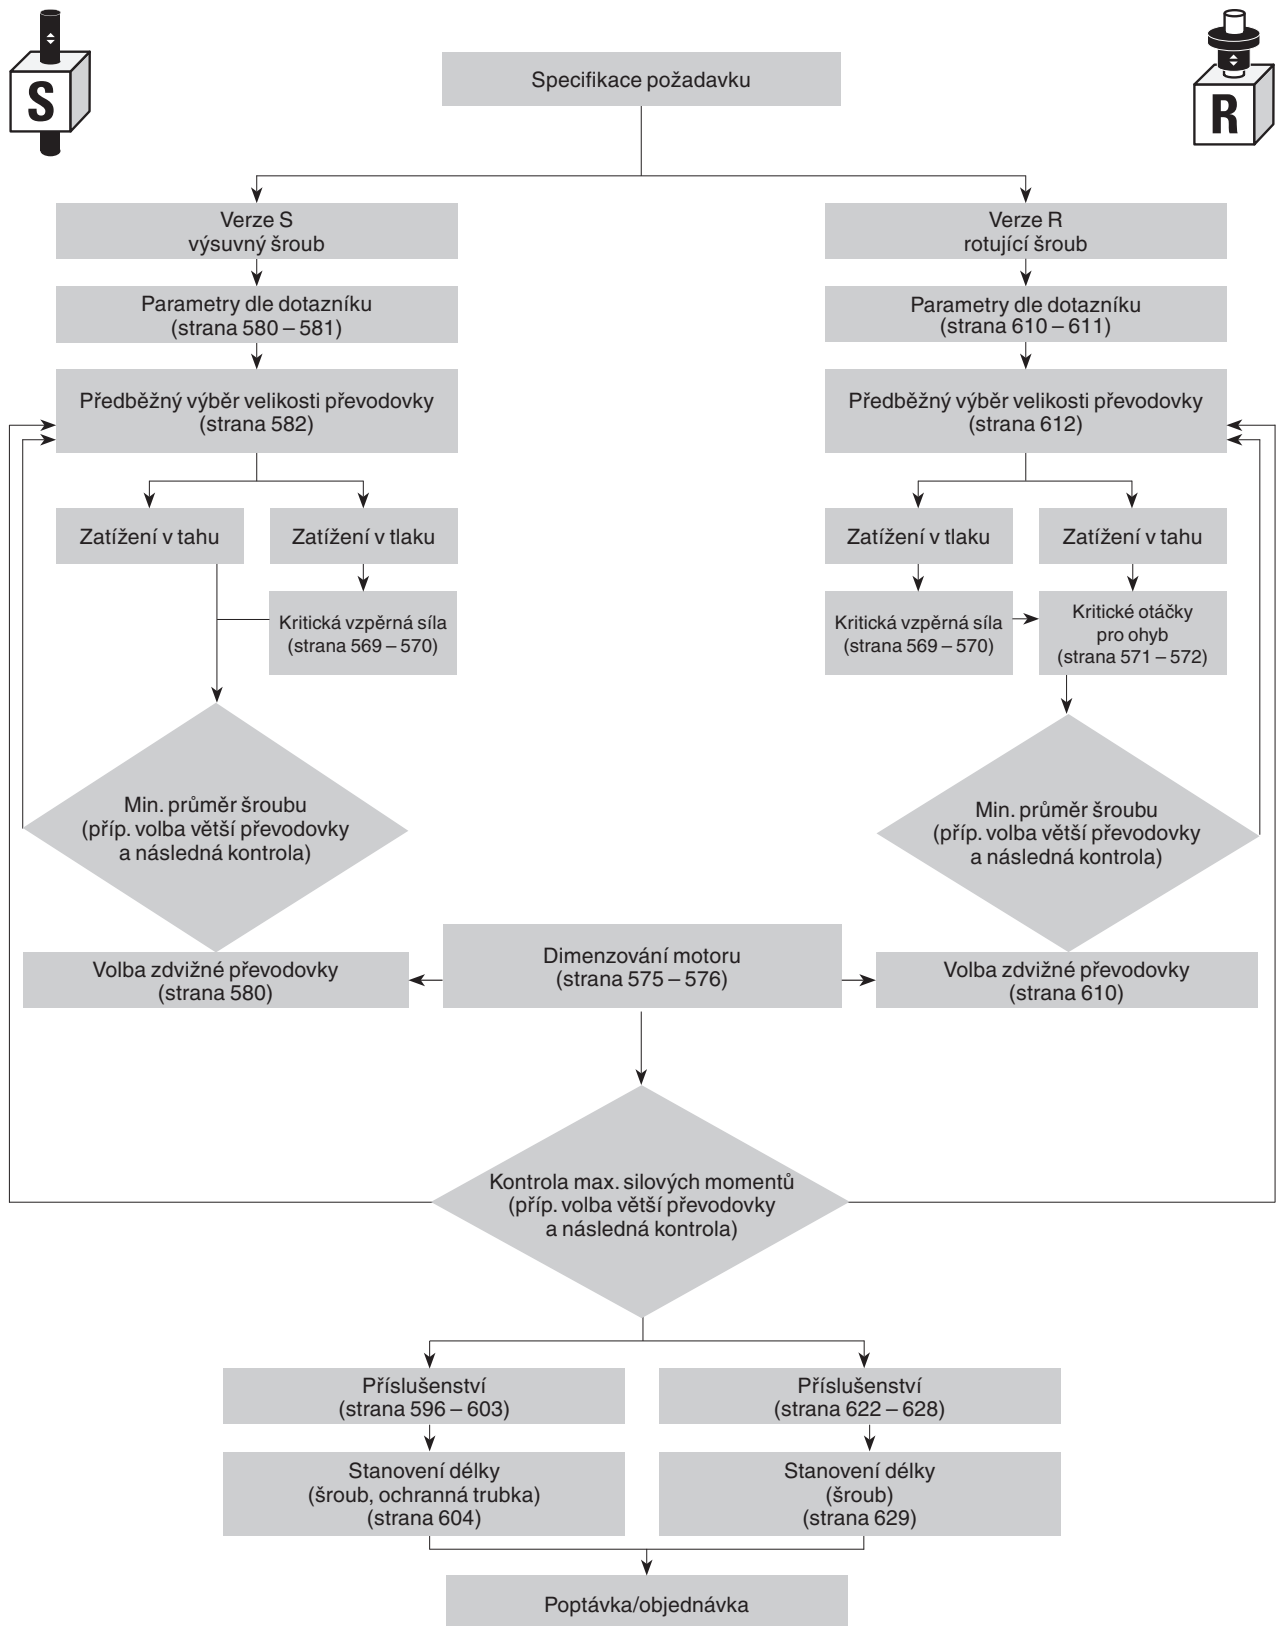 S
R
Specifikace požadavku
Verze S
výsuvný šroub
Verze R
rotující šroub
Parametry dle dotazníku
(strana 580 – 581)
Parametry dle dotazníku
(strana 610 – 611)
Předběžný výběr velikosti převodovky
(strana 582)
Předběžný výběr velikosti převodovky
(strana 612)
Zatížení v tahu
Zatížení v tlaku
Zatížení v tlaku
Zatížení v tahu
Kritická vzpěrná síla
(strana 569 – 570)
Kritická vzpěrná síla
(strana 569 – 570)
Kritické otáčky
pro ohyb
(strana 571 – 572)
Min. průměr šroubu
(příp. volba větší převodovky
a následná kontrola)
Min. průměr šroubu
(příp. volba větší převodovky
a následná kontrola)
Volba zdvižné převodovky
(strana 580)
Dimenzování motoru
(strana 575 – 576)
Volba zdvižné převodovky
(strana 610)
Kontrola max. silových momentů
(příp. volba větší převodovky
a následná kontrola)
Příslušenství
(strana 596 – 603)
Příslušenství
(strana 622 – 628)
Stanovení délky
(šroub, ochranná trubka)
(strana 604)
Stanovení délky
(šroub)
(strana 629)
Poptávka/objednávka